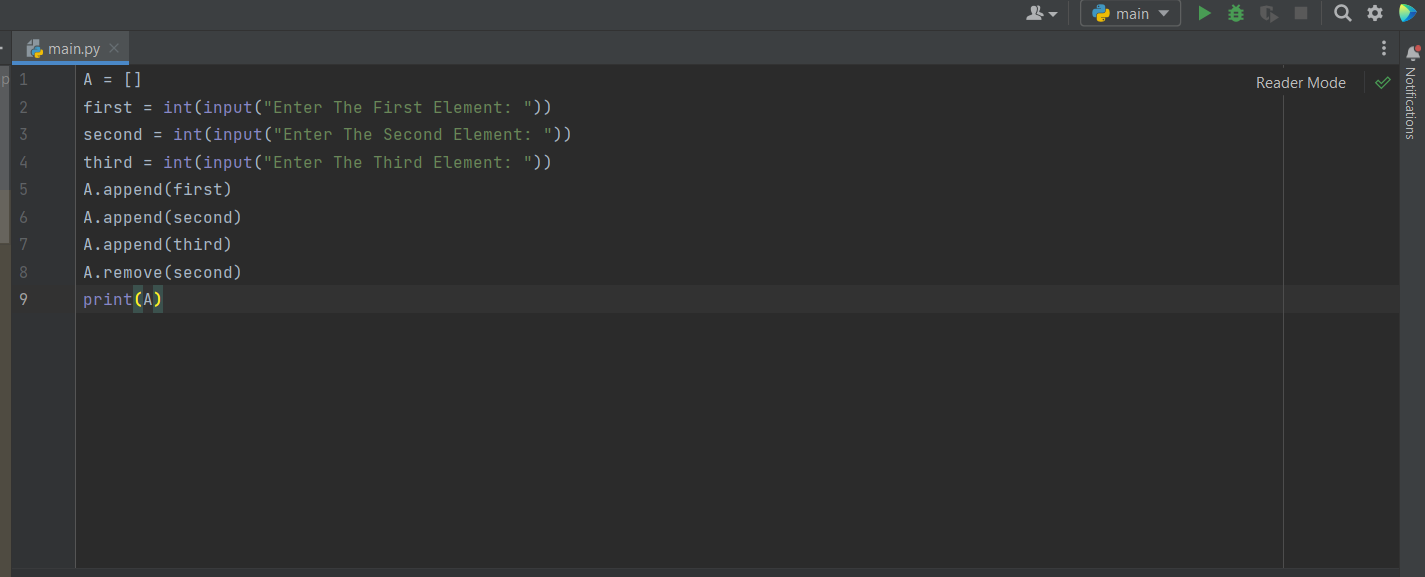 main
main.py
Reader Mode
Notifications
p
1 A = []
2 first = int(input("Enter The First Element: "))
3 second = int(input("Enter The Second Element: "))
4 third = int(input("Enter The Third Element: "))
5 A.append(first)
6 A.append(second)
7 A.append(third)
8 A.remove(second)
9 print(A)